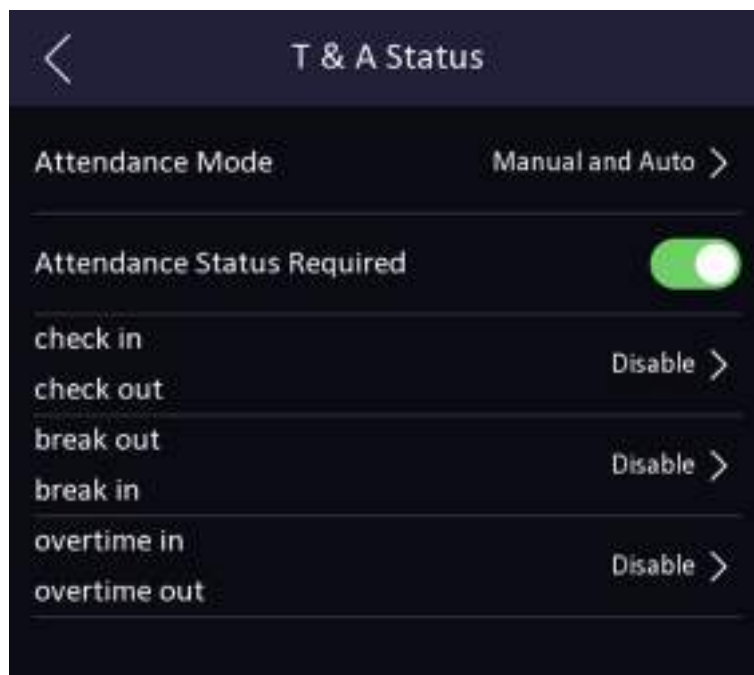 T & A Status
Attendance Mode Manual and Auto
Attendance Status Required
check in
check out
Disable
break out
break in
Disable
overtime in
overtime out
Disable